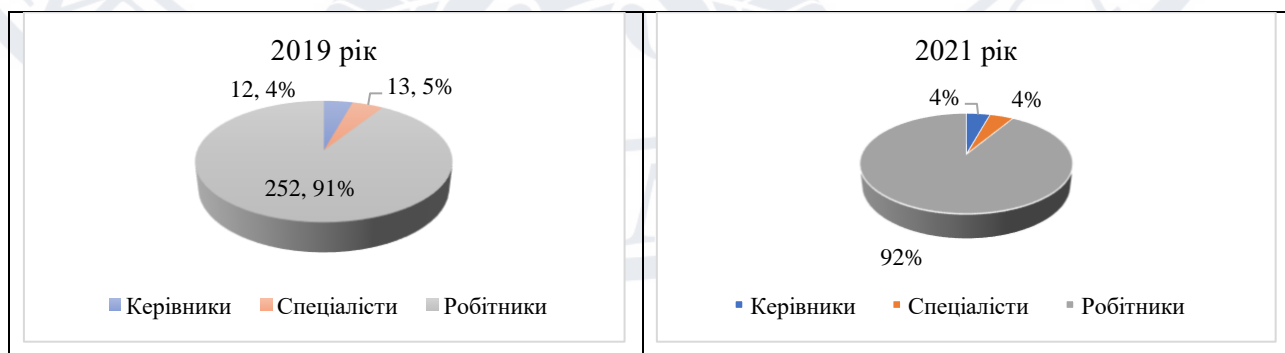 2019 рік
12, 4%
13, 5%
252, 91%
Керівники
Спеціалісти
Робітники
2021 рік
4%
4%
92%
Керівники
Спеціалісти
Робітники